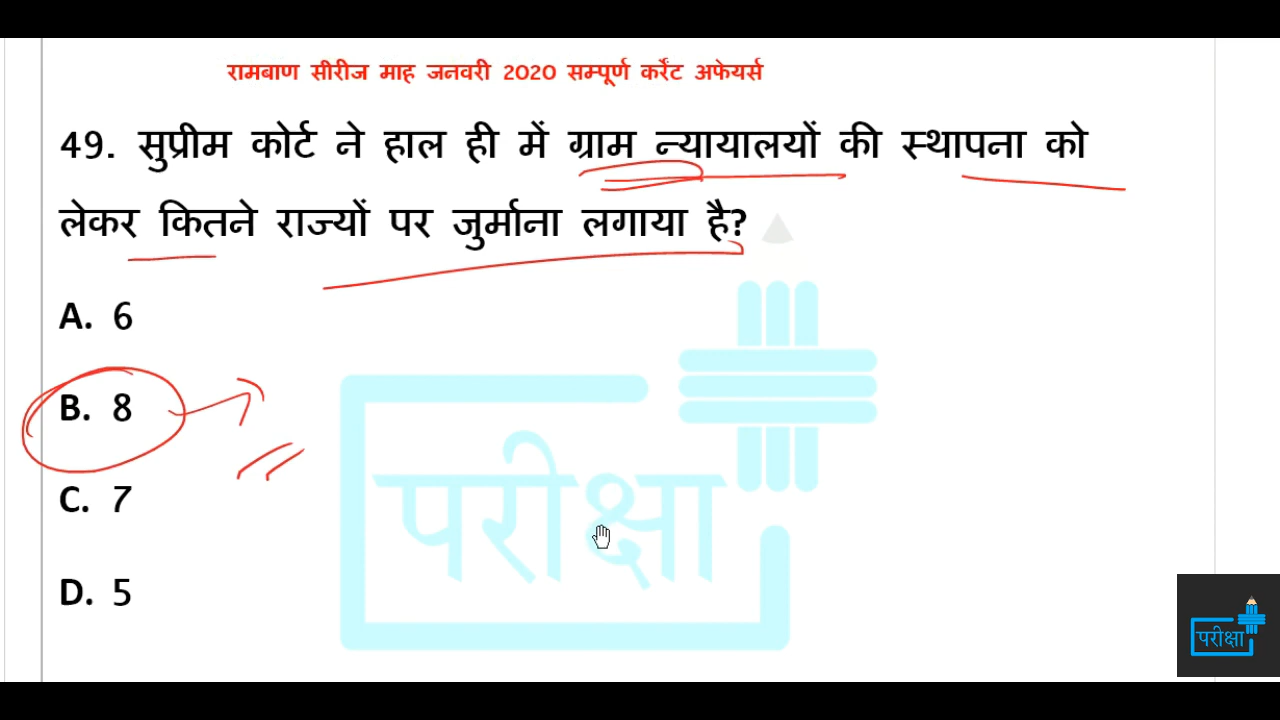 रामबाण सीरीज माह जनवरी 2020 सम्पूर्ण करेंट अफेयर्स
49. सुप्रीम कोर्ट ने हाल ही में ग्राम न्यायालयों की स्थापना को
लेकर कितने राज्यों पर जुर्माना लगाया है?
A. 6
B. 8
C. 7
D. 5
परीक्षा
परीक्षा